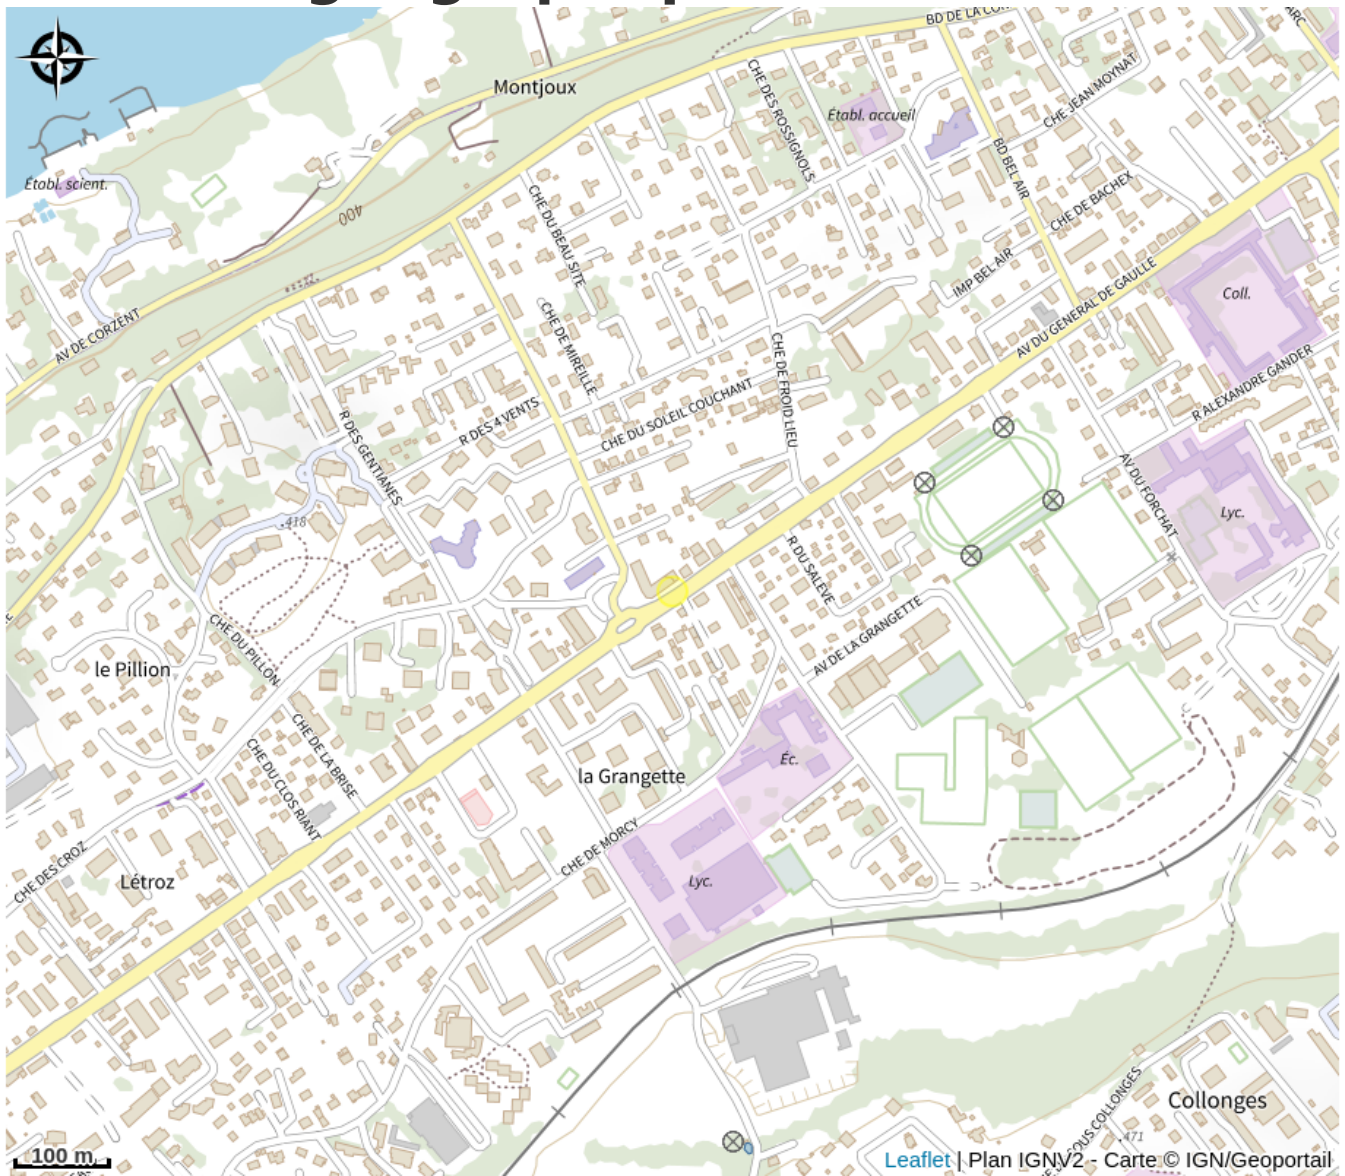 BD DE LA COR
ARC
Montjoux
CHE DES ROSSIGNOLS
CHE JEAN MOYNAT
Établ. accueil
BD BEL AIR
Établ. scient.
CHE DE BACHEX
CHE DU BEAU SITE
400
IMP BEL AIR
Coll.
AV DE CORZENT
AV DU GENERAL DE GAULLE
CHE DE MIREILLE
CHE DE FROID LIEU
R ALEXANDRE GANDER
R DES 4 VENTS
CHE DU SOLEIL COUCHANT
R DES GENTIANES
AV DU FORCHAT
Lyc.
418
R DU SALEVE
AV DE LA GRANGETTE
CHE DU PILLON
le Pillion
CHE DE LA BRISE
CHE DU CLOS RIANT
Éc.
la Grangette
CHE DE MORCY
CHE DES CROZ
Létroz
Lyc.
Collonges
SOUS COLLONGES
471
100 m
Leaflet | Plan IGNV2 - Carte © IGN/Geoportail